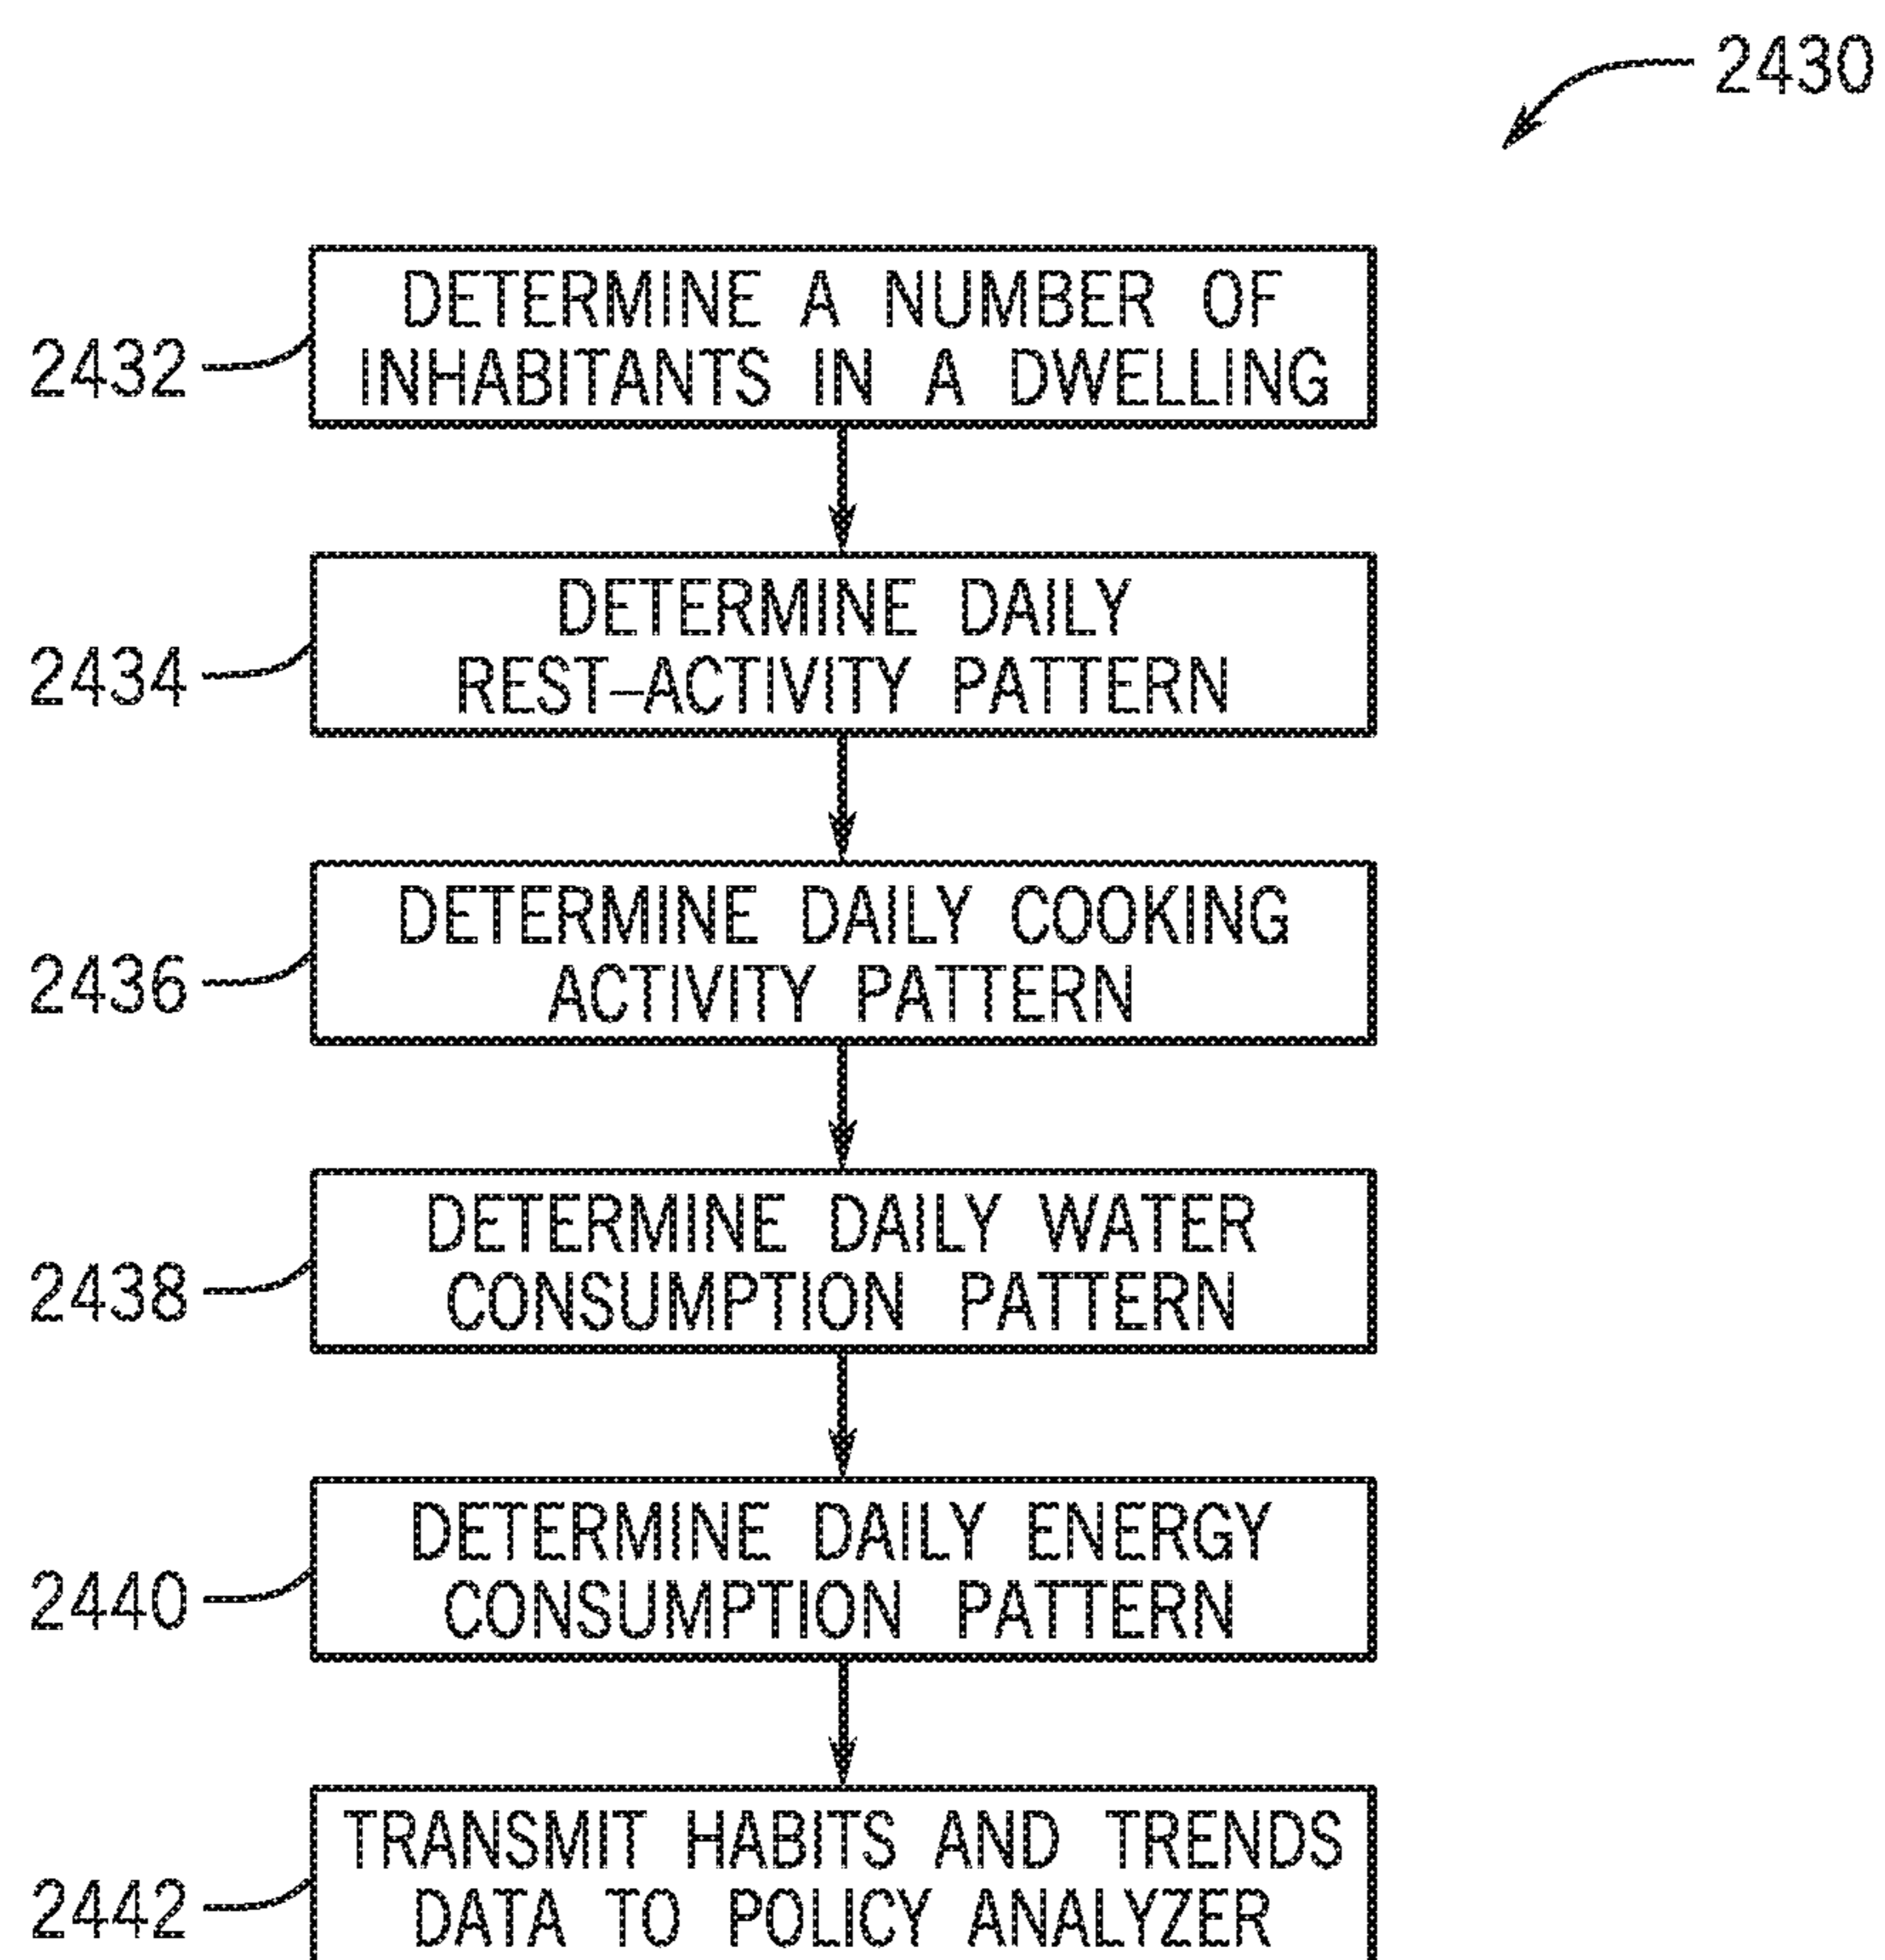 2430
DETERMINE A NUMBER OF
INHABITANTS IN A DWELLING
2432
DETERMINE DAILY
REST–ACTIVITY PATTERN
2434
DETERMINE DAILY COOKING
ACTIVITY PATTERN
2436
DETERMINE DAILY WATER
CONSUMPTION PATTERN
2438
DETERMINE DAILY ENERGY
CONSUMPTION PATTERN
2440
TRANSMIT HABITS AND TRENDS
DATA TO POLICY ANALYZER
2442